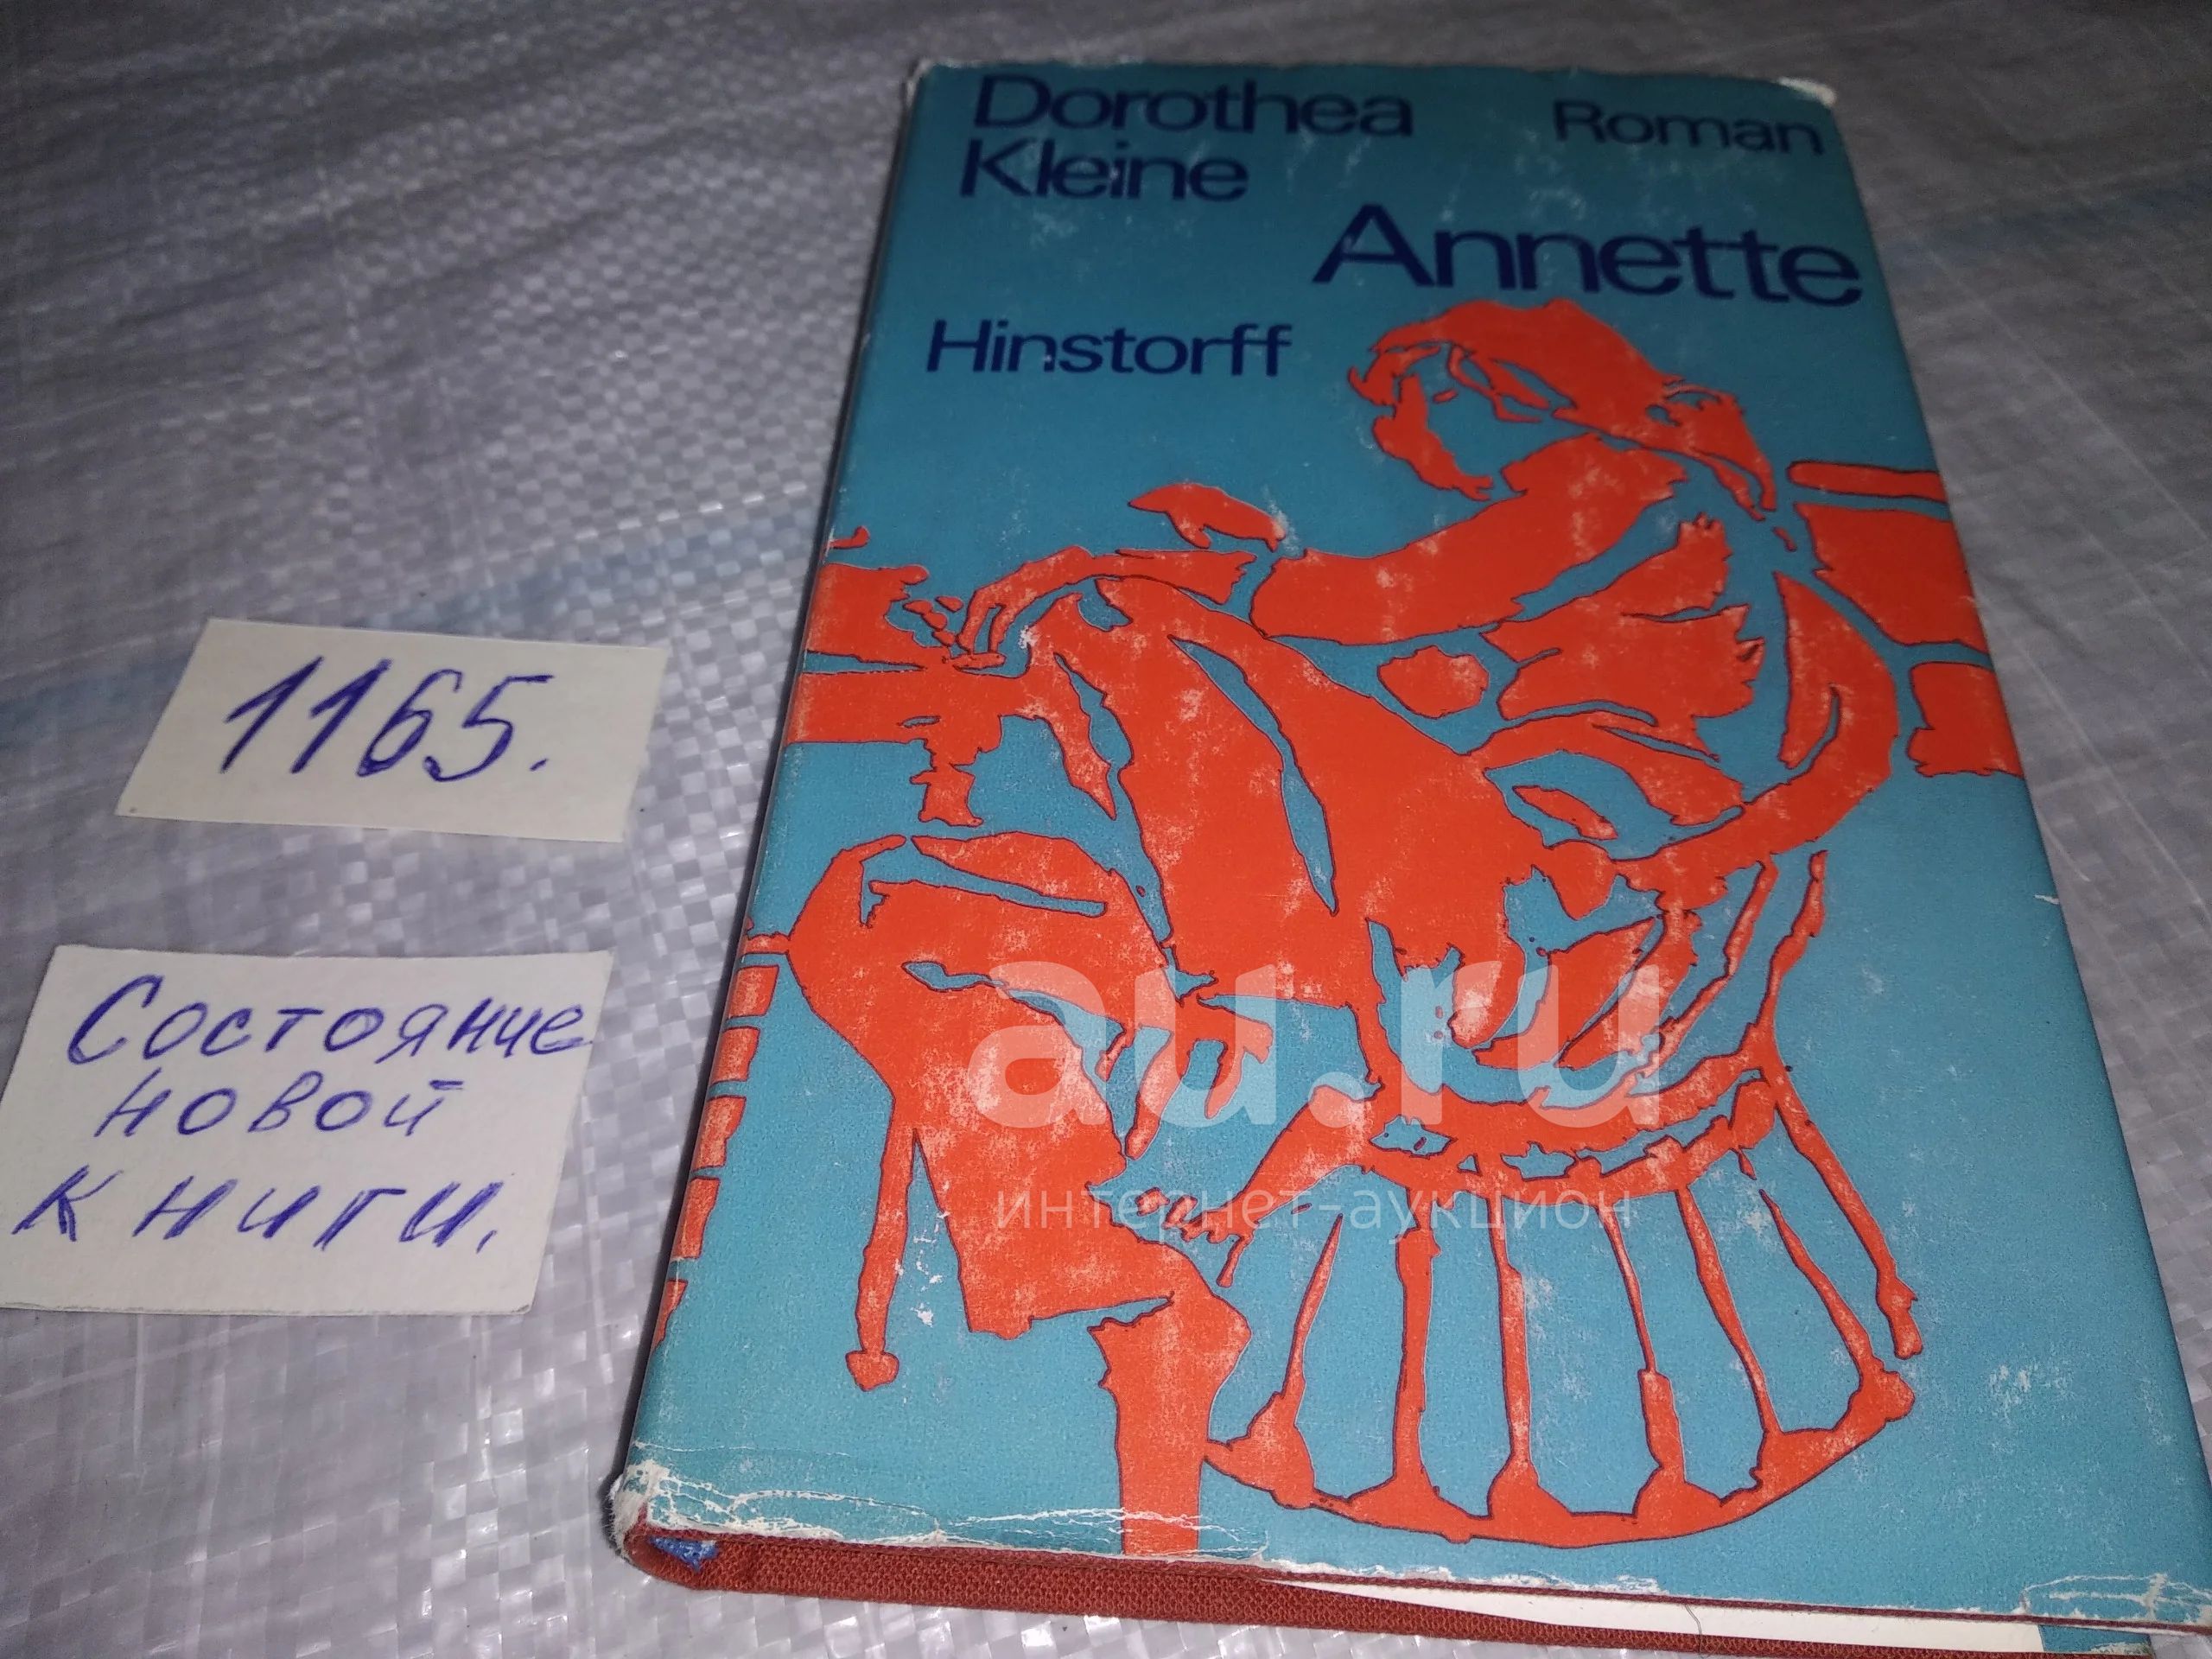 Dorothea
Kleine
Roman
Annette
Hinstorff
1165.
Состояние
новой
книги.
au.ru
интернет-аукцион